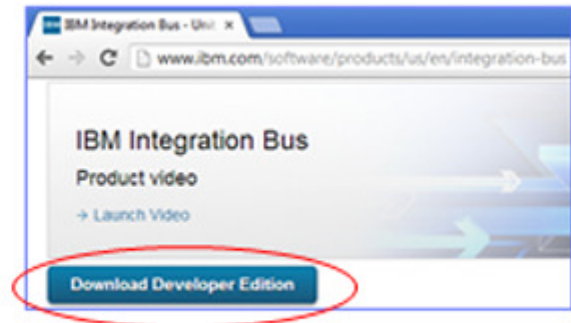 IBM Integration Bus - Unit
www.ibm.com/software/products/us/en/integration-bus
IBM Integration Bus
Product video
→ Launch Video
Download Developer Edition